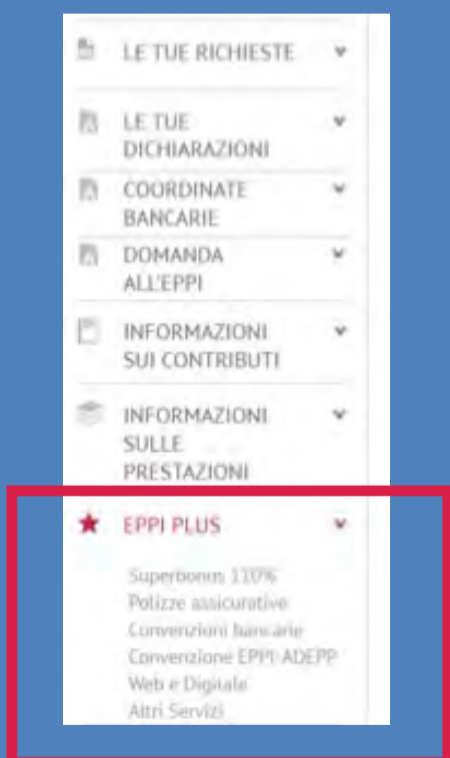 LE TUE RICHIESTE
LE TUE
DICHIARAZIONI
COORDINATE
BANCARIE
DOMANDA
ALL'EPPI
INFORMAZIONI
SUI CONTRIBUTI
INFORMAZIONI
SULLE
PRESTAZIONI
EPPI PLUS
Superbonus 110%
Polizze assicurative
Convenzioni bancarie
Convenzione EPPI-ADEPP
Web e Digitale
Altri Servizi